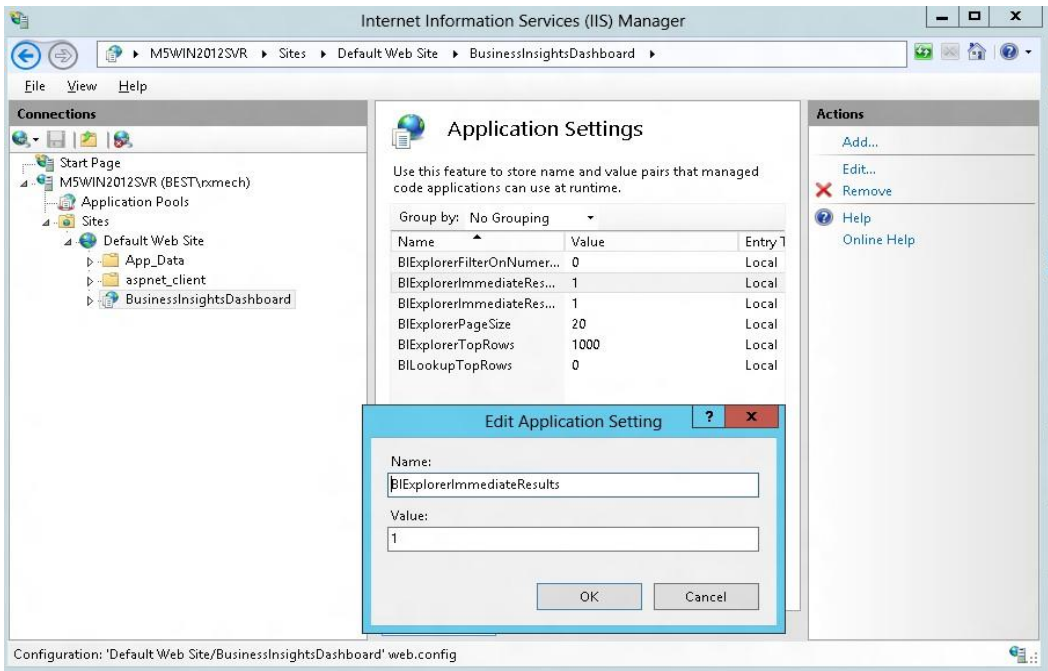 Internet Information Services (IIS) Manager
M5WIN2012SVR Sites Default Web Site BusinessInsightsDashboard
File View Help
Connections
Start Page
M5WIN2012SVR (BEST\rxmech)
Application Pools
Sites
Default Web Site
App_Data
aspnet_client
BusinessInsightsDashboard
Application Settings
Use this feature to store name and value pairs that managed
code applications can use at runtime.
Group by: No Grouping
Name Value Entry T
BIExplorerFilterOnNumer... 0 Local
BIExplorerImmediateRes... 1 Local
BIExplorerImmediateRes... 1 Local
BIExplorerPageSize 20 Local
BIExplorerTopRows 1000 Local
BILookupTopRows 0 Local
Edit Application Setting ? x
Name:
BIExplorerImmediateResults
Value:
1
OK Cancel
Actions
Add...
Edit...
Remove
Help
Online Help
Configuration: 'Default Web Site/BusinessInsightsDashboard' web.config